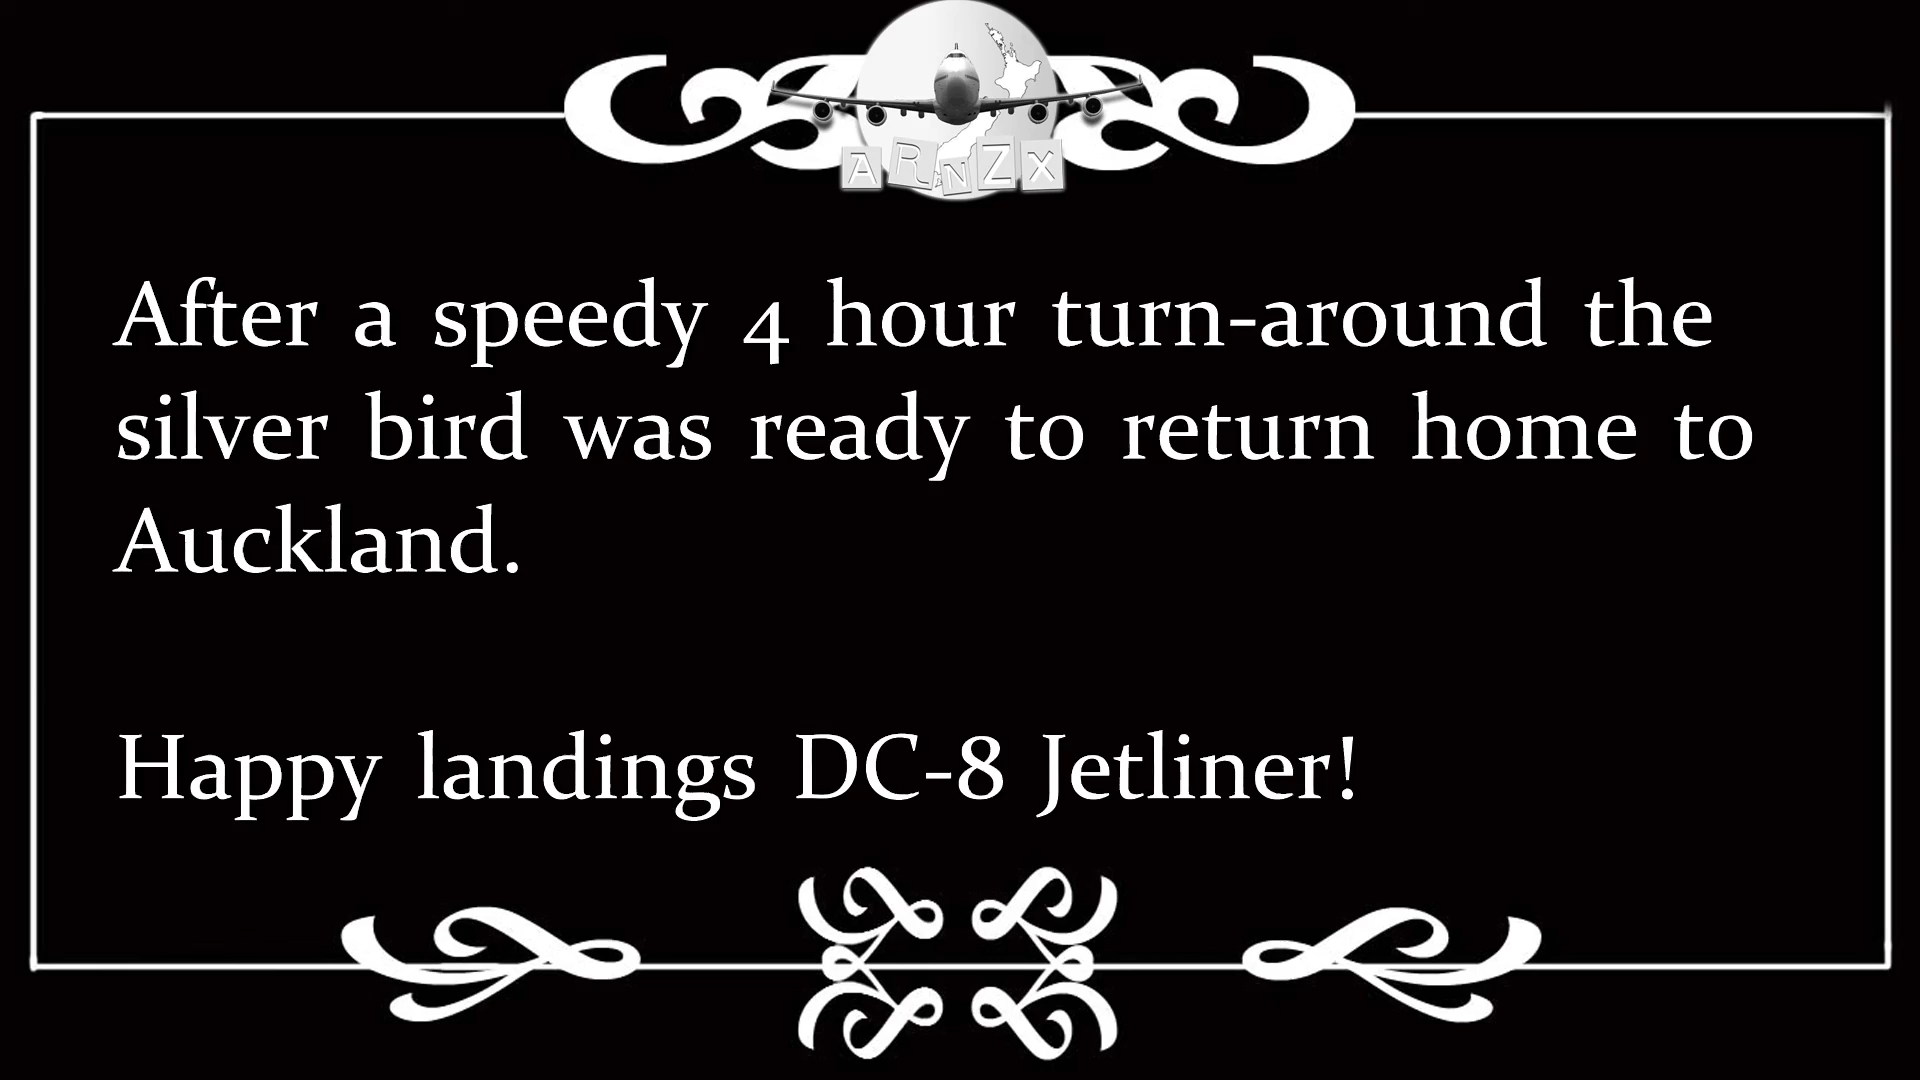 ARNZX
After a speedy 4 hour turn-around the
silver bird was ready to return home to
Auckland.
Happy landings DC-8 Jetliner!